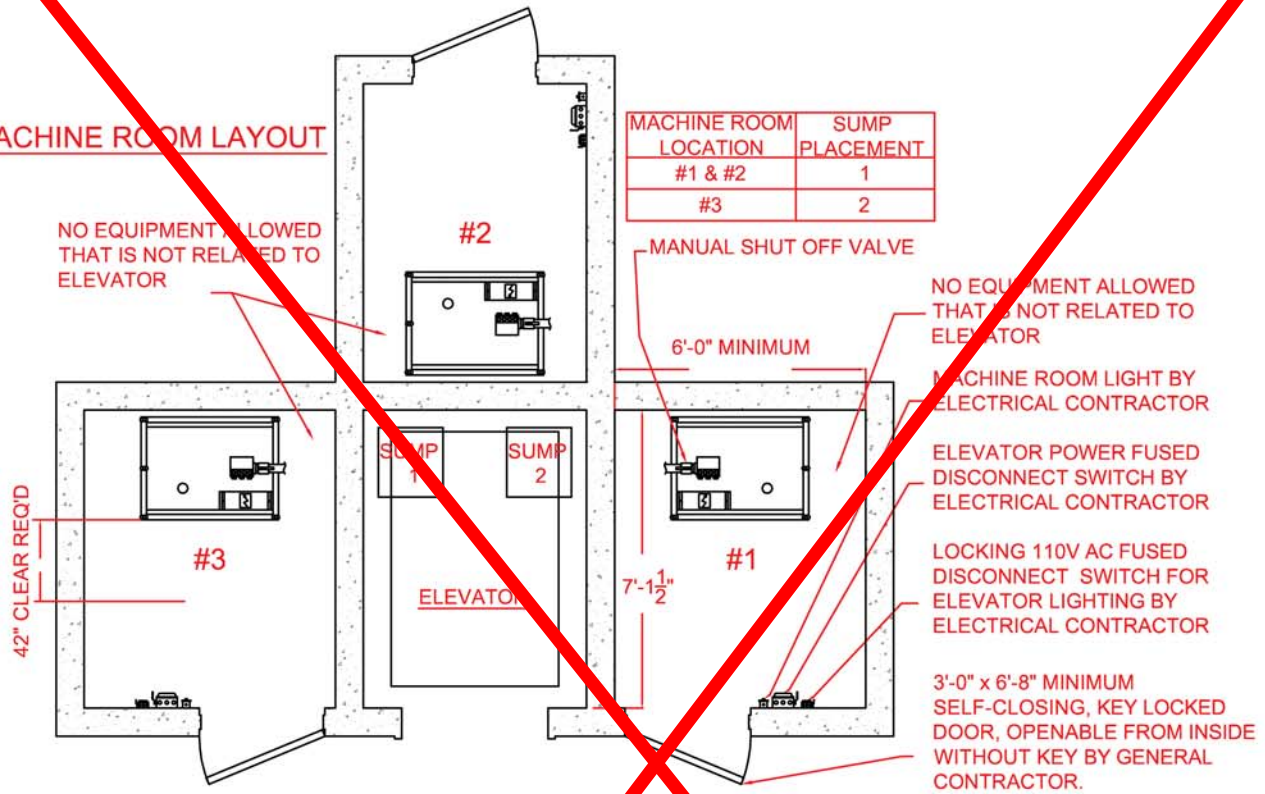 ACHINE ROOM LAYOUT
MACHINE ROOM LOCATION
SUMP PLACEMENT
#1 & #2
1
#3
2
NO EQUIPMENT ALLOWED
THAT IS NOT RELATED TO
ELEVATOR
#2
MANUAL SHUT OFF VALVE
6'-0" MINIMUM
NO EQUIPMENT ALLOWED
THAT IS NOT RELATED TO
ELEVATOR
MACHINE ROOM LIGHT BY
ELECTRICAL CONTRACTOR
ELEVATOR POWER FUSED
DISCONNECT SWITCH BY
ELECTRICAL CONTRACTOR
LOCKING 110V AC FUSED
DISCONNECT SWITCH FOR
ELEVATOR LIGHTING BY
ELECTRICAL CONTRACTOR
3'-0" x 6'-8" MINIMUM
SELF-CLOSING, KEY LOCKED
DOOR, OPENABLE FROM INSIDE
WITHOUT KEY BY GENERAL
CONTRACTOR.
SUMP
1
SUMP
2
42" CLEAR REQ'D
#3
ELEVATOR
7'-1 1/2"
#1